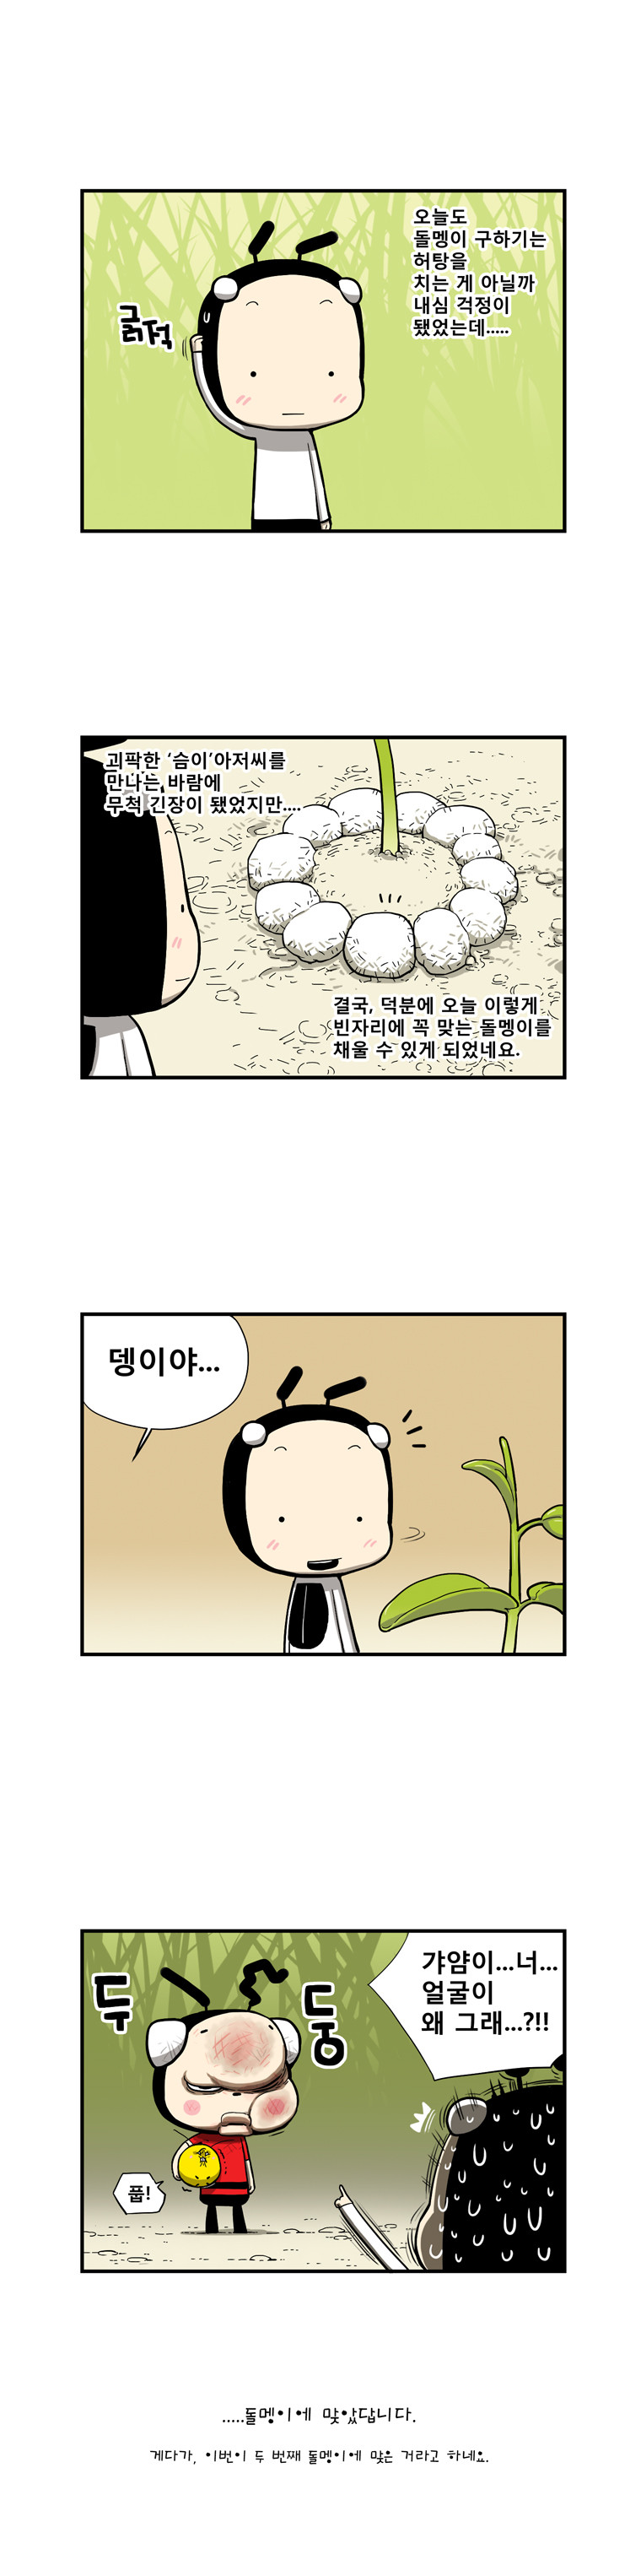 오늘도
돌멩이 구하기는
허탕을
치는 게 아닐까
내심 걱정이
됐었는데.....
긁적
괴팍한 '슴이'아저씨를
만나는 바람에
무척 긴장이 됐었지만....
결국, 덕분에 오늘 이렇게
빈자리에 꼭 맞는 돌멩이를
채울 수 있게 되었네요.
뎅이야...
갸얌이...너...
얼굴이
왜 그래...?!!
두
둥
풉!
.....돌멩이에 맞았답니다.
게다가, 이번이 두 번째 돌멩이에 맞은 거라고 하네요.